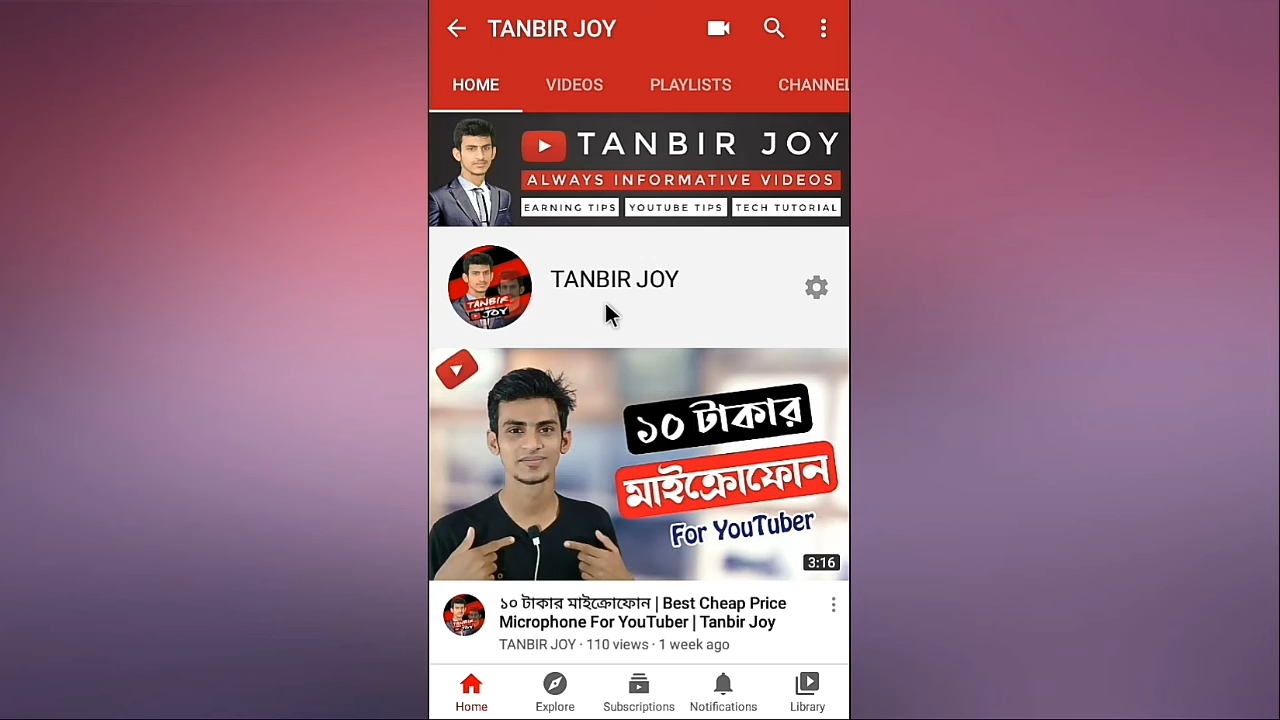 TANBIR JOY
HOME VIDEOS PLAYLISTS CHANNEL
TANBIR JOY
ALWAYS INFORMATIVE VIDEOS
EARNING TIPS YOUTUBE TIPS TECH TUTORIAL
TANBIR JOY
TANBIR
JOY
১০ টাকার
মাইক্রোফোন
For YouTuber
3:16
১০ টাকার মাইক্রোফোন | Best Cheap Price
Microphone For YouTuber | Tanbir Joy
TANBIR JOY · 110 views · 1 week ago
Home Explore Subscriptions Notifications Library